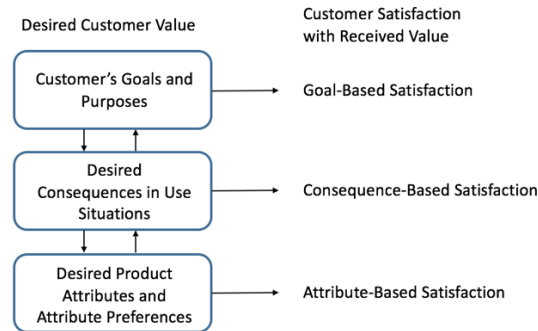 Desired Customer Value
Customer Satisfaction
with Received Value
Customer’s Goals and
Purposes
Goal-Based Satisfaction
Desired
Consequences in Use
Situations
Consequence-Based Satisfaction
Desired Product
Attributes and
Attribute Preferences
Attribute-Based Satisfaction